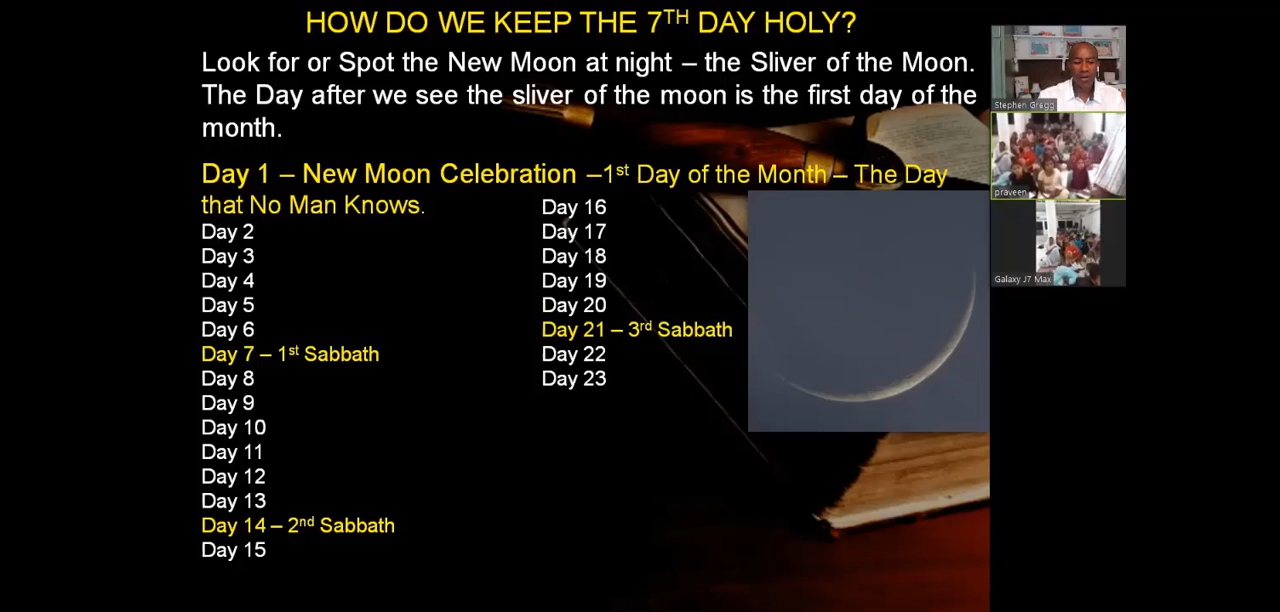 HOW DO WE KEEP THE 7TH DAY HOLY?
Look for or Spot the New Moon at night – the Sliver of the Moon.
The Day after we see the sliver of the moon is the first day of the
month.
Day 1 – New Moon Celebration –1st Day of the Month – The Day
that No Man Knows.
Day 2
Day 3
Day 4
Day 5
Day 6
Day 7 – 1st Sabbath
Day 8
Day 9
Day 10
Day 11
Day 12
Day 13
Day 14 – 2nd Sabbath
Day 15
Day 16
Day 17
Day 18
Day 19
Day 20
Day 21 – 3rd Sabbath
Day 22
Day 23
Stephen Gregg
praveen
Galaxy J7 Max